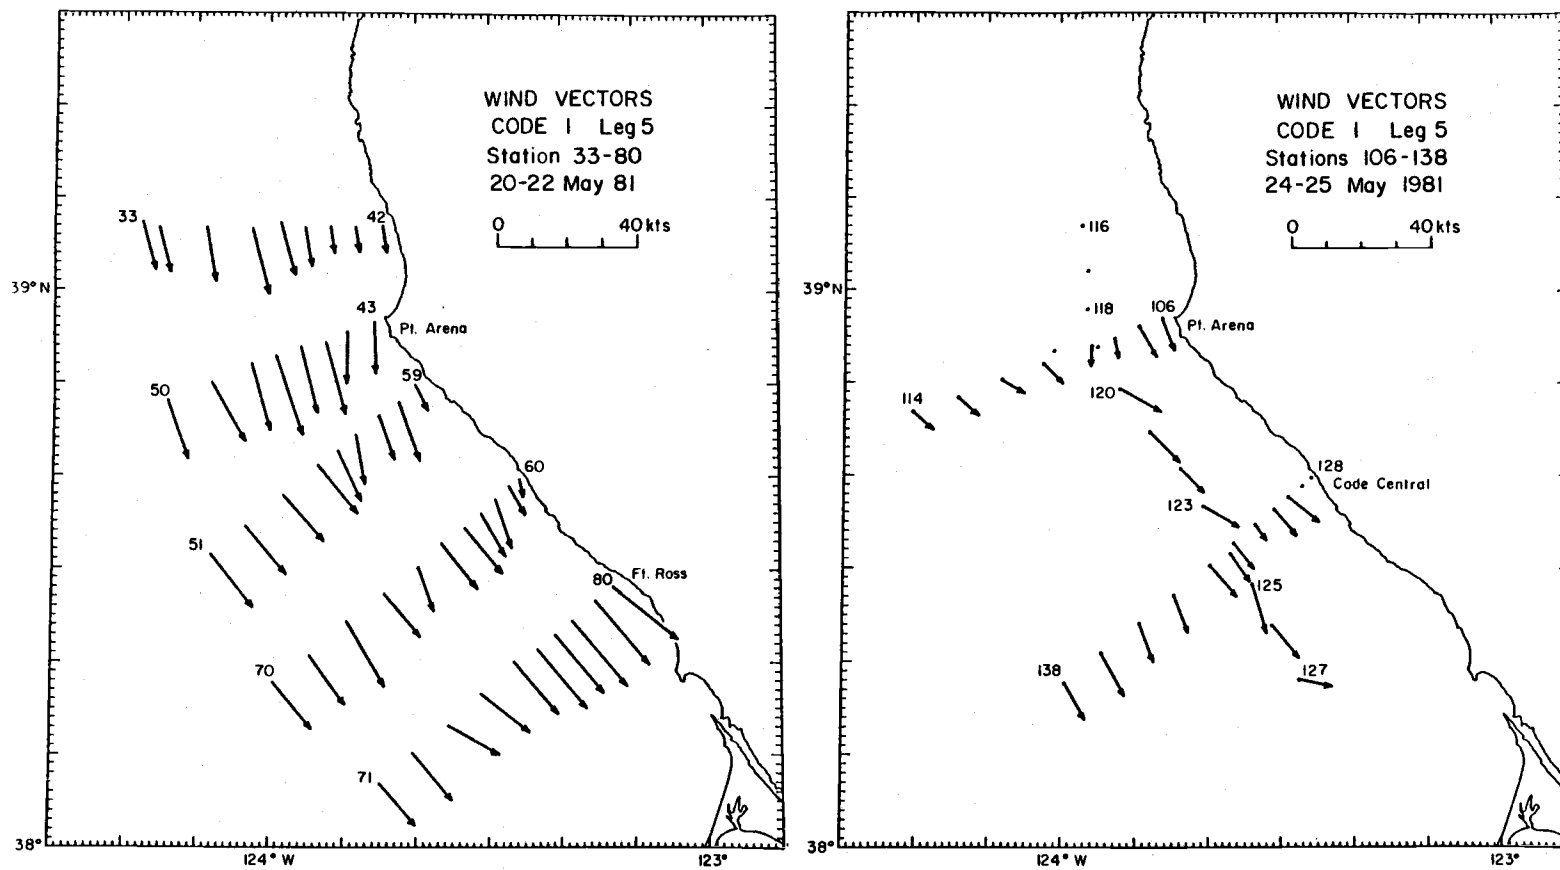 WIND VECTORS
CODE 1 Leg 5
Station 33-80
20-22 May 81
0 40 kts
33
42
39° N
43
Pt. Arena
50
59
60
51
80
Ft. Ross
70
71
38°
124° W
123°
WIND VECTORS
CODE 1 Leg 5
Stations 106-138
24-25 May 1981
0 40 kts
116
39° N
118
106
Pt. Arena
114
120
128
Code Central
123
125
138
127
38°
124° W
123°